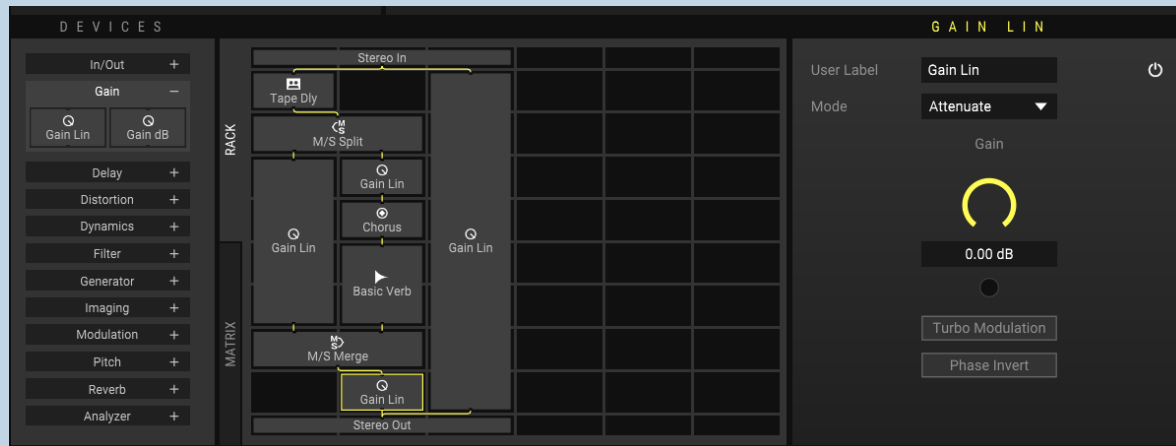 DEVICES
GAIN LIN
In/Out +
Gain −
Gain Lin
Gain dB
Delay +
Distortion +
Dynamics +
Filter +
Generator +
Imaging +
Modulation +
Pitch +
Reverb +
Analyzer +
RACK
MATRIX
Stereo In
Tape Dly
M S
M/S Split
Gain Lin
Chorus
Gain Lin
Gain Lin
Basic Verb
M S
M/S Merge
Gain Lin
Stereo Out
User Label Gain Lin
Mode Attenuate
Gain
0.00 dB
Turbo Modulation
Phase Invert